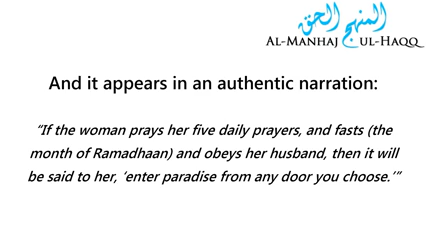 المنهج الحق
AL-MANHAJ UL-HAQQ
And it appears in an authentic narration:
“If the woman prays her five daily prayers, and fasts (the
month of Ramadhaan) and obeys her husband, then it will
be said to her, ‘enter paradise from any door you choose.’”